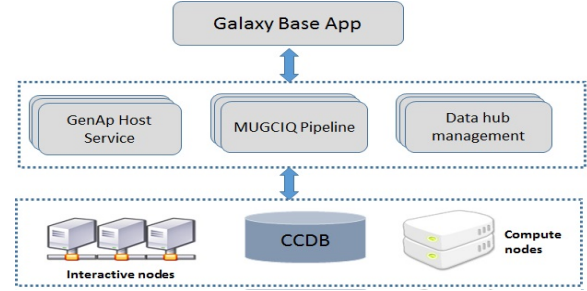 Galaxy Base App
GenAp Host
Service
MUGCIQ Pipeline
Data hub
management
CCDB
Compute
nodes
Interactive nodes